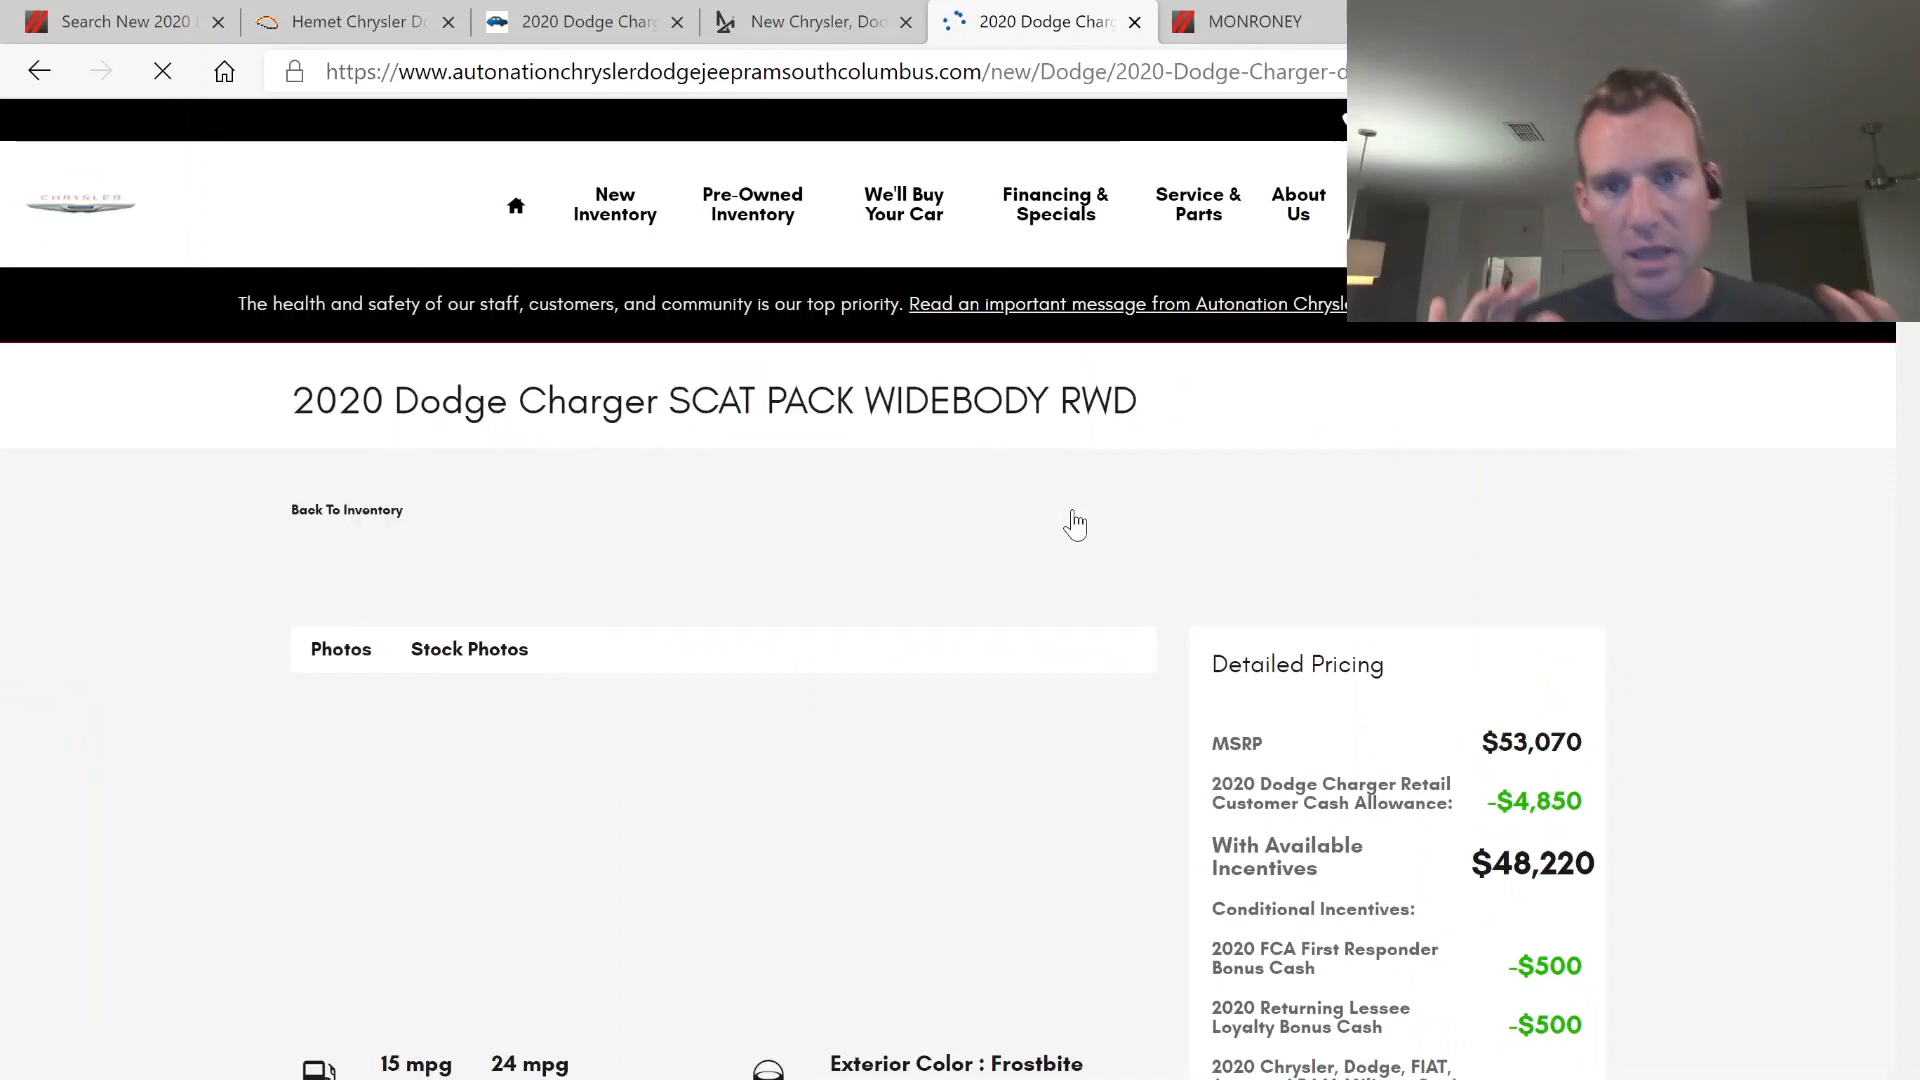 Search New 2020
Hemet Chrysler Do
2020 Dodge Charg
New Chrysler, Dod
2020 Dodge Charg
MONRONEY
https://www.autonationchryslerdodgejeepramsouthcolumbus.com/new/Dodge/2020-Dodge-Charger-
CHRYSLER
New
Inventory
Pre-Owned
Inventory
We'll Buy
Your Car
Financing &
Specials
Service &
Parts
About
Us
The health and safety of our staff, customers, and community is our top priority. Read an important message from Autonation Chrysl
2020 Dodge Charger SCAT PACK WIDEBODY RWD
Back To Inventory
Photos
Stock Photos
Detailed Pricing
MSRP
$53,070
2020 Dodge Charger Retail
Customer Cash Allowance:
-$4,850
With Available
Incentives
$48,220
Conditional Incentives:
2020 FCA First Responder
Bonus Cash
-$500
2020 Returning Lessee
Loyalty Bonus Cash
-$500
2020 Chrysler, Dodge, FIAT,
15 mpg
24 mpg
Exterior Color : Frostbite